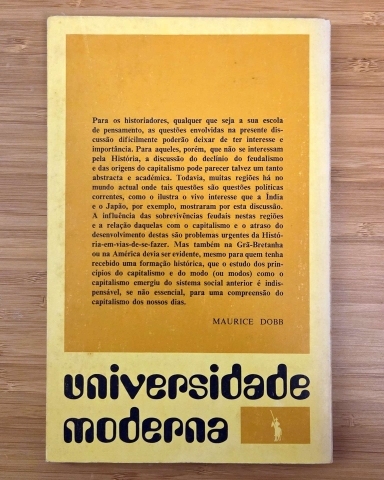 Para os historiadores, qualquer que seja a sua escola
de pensamento, as questões envolvidas na presente dis-
cussão dificilmente poderão deixar de ter interesse e
importância. Para aqueles, porém, que não se interessam
pela História, a discussão do declínio do feudalismo
e das origens do capitalismo pode parecer talvez um tanto
abstracta e académica. Todavia, muitas regiões há no
mundo actual onde tais questões são questões políticas
correntes, como o ilustra o vivo interesse que a Índia
e o Japão, por exemplo, mostraram por esta discussão.
A influência das sobrevivências feudais nestas regiões
e a relação daquelas com o capitalismo e o atraso do
desenvolvimento destas são problemas urgentes da Histó-
ria-em-vias-de-se-fazer. Mas também na Grã-Bretanha
ou na América devia ser evidente, mesmo para quem tenha
recebido uma formação histórica, que o estudo dos prin-
cípios do capitalismo e do modo (ou modos) como o
capitalismo emergiu do sistema social anterior é indis-
pensável, se não essencial, para uma compreensão do
capitalismo dos nossos dias.
MAURICE DOBB
universidade
moderna